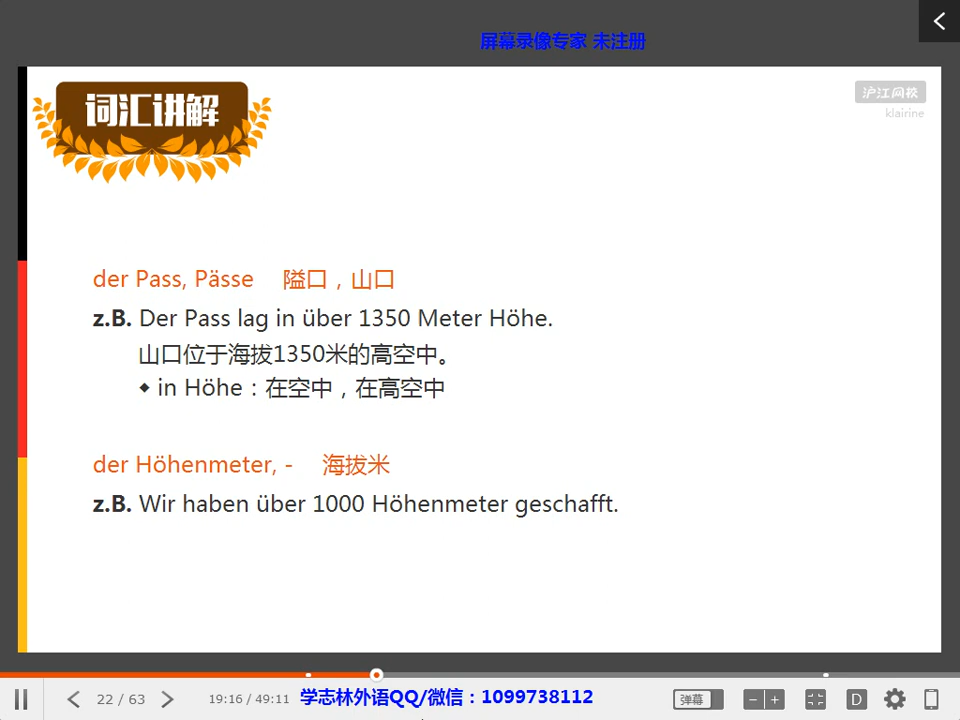 屏幕录像专家 未注册
词汇讲解
沪江网校
klairine
der Pass, Pässe 隘口，山口
z.B. Der Pass lag in über 1350 Meter Höhe.
山口位于海拔1350米的高空中。
◆ in Höhe：在空中，在高空中
der Höhenmeter, - 海拔米
z.B. Wir haben über 1000 Höhenmeter geschafft.
22 / 63
19:16 / 49:11
学志林外语QQ/微信：1099738112
弹幕
D